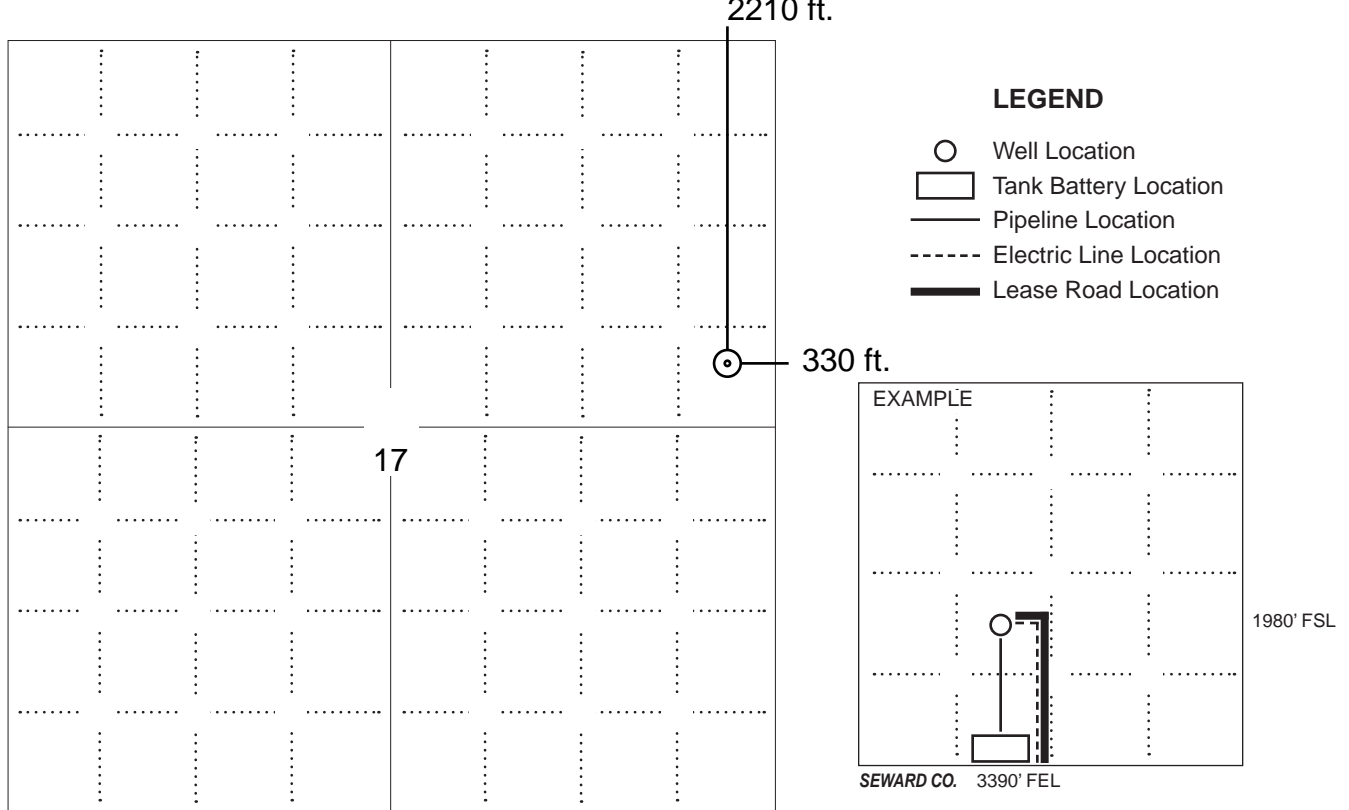 2210 ft.
LEGEND
Well Location
Tank Battery Location
Pipeline Location
Electric Line Location
Lease Road Location
330 ft.
EXAMPLE
17
1980' FSL
SEWARD CO. 3390' FEL